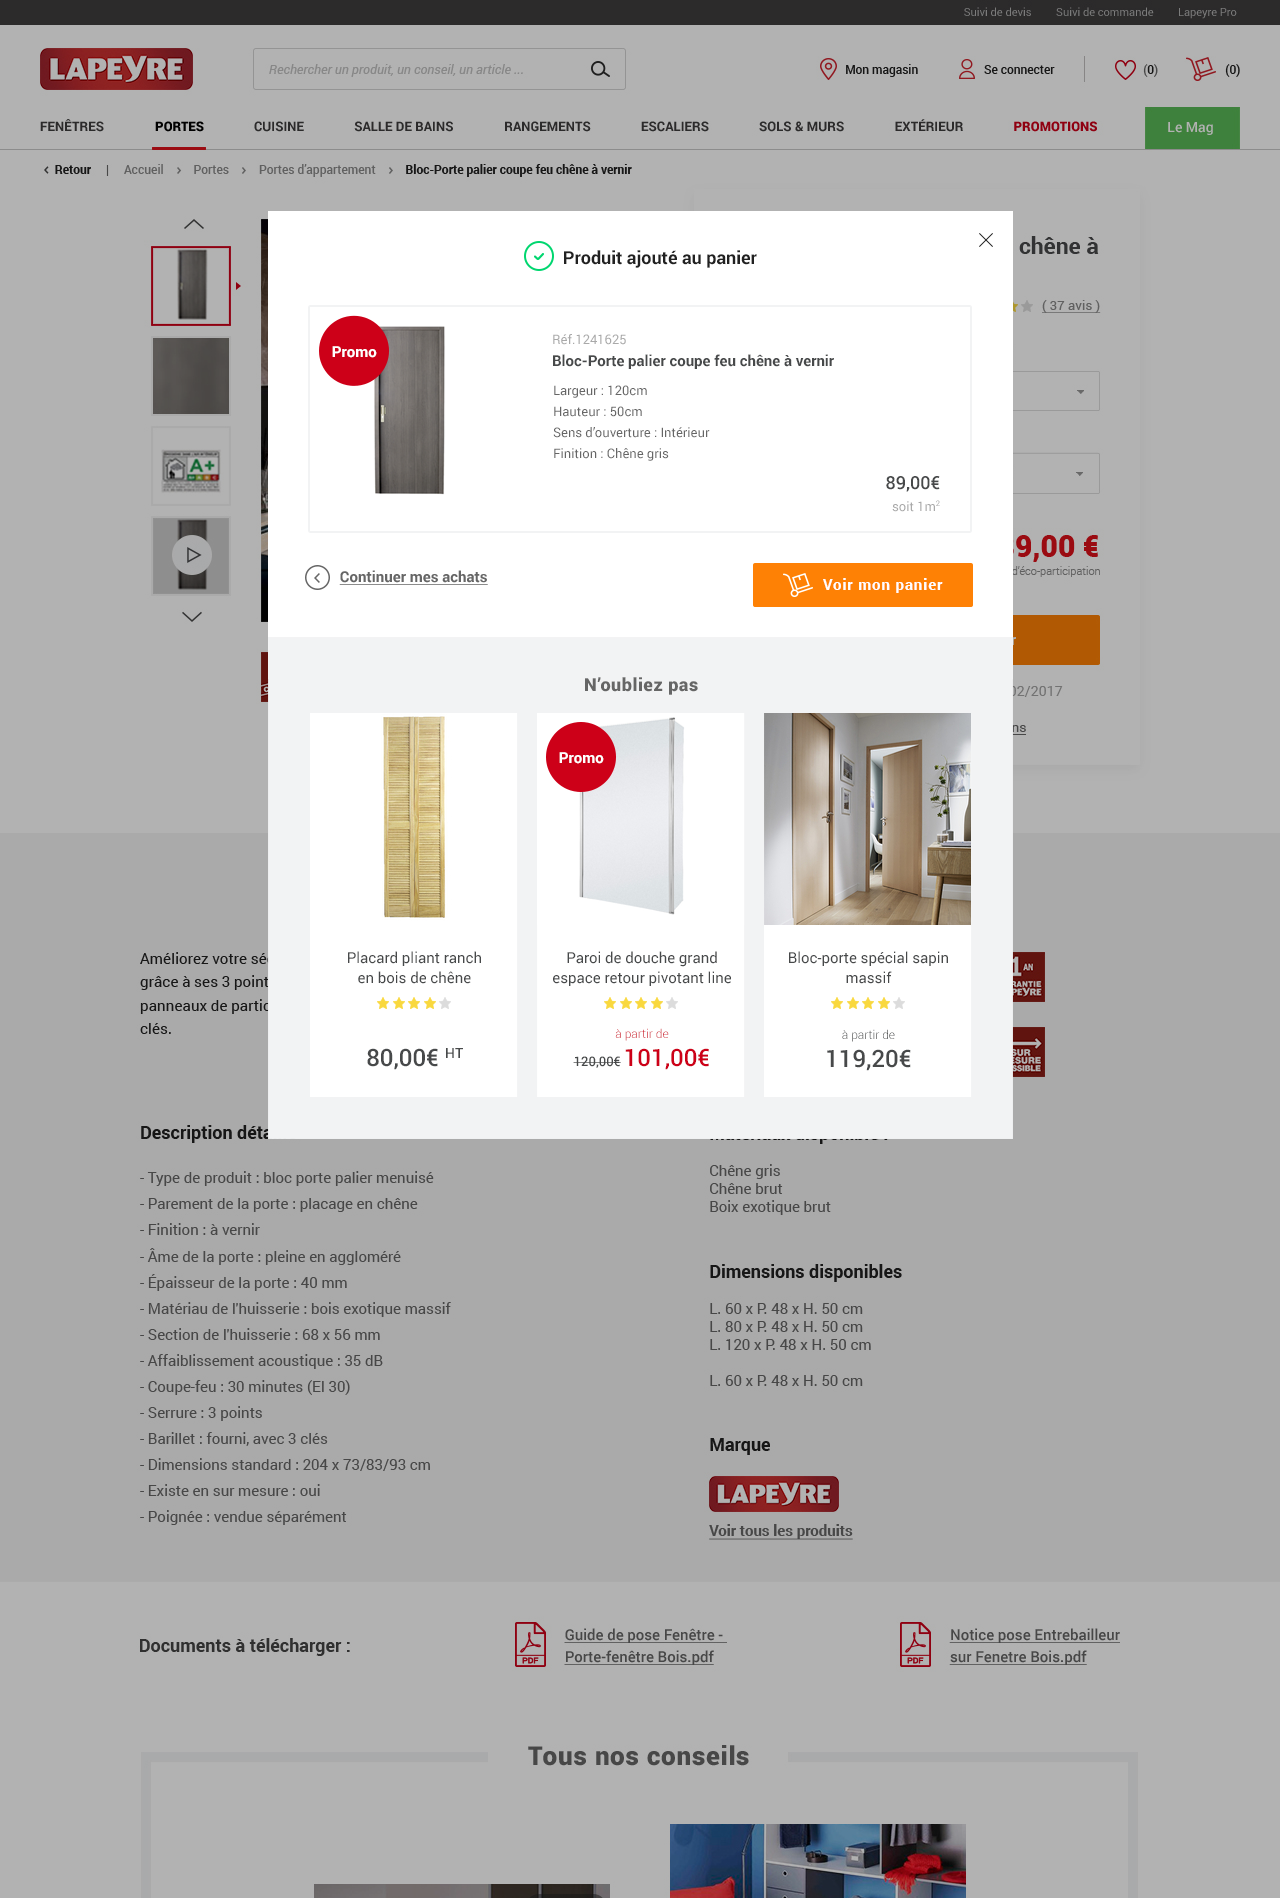 Suivi de devis
Suivi de commande
Lapeyre Pro
LAPEYRE
Rechercher un produit, un conseil, un article ...
Mon magasin
Se connecter
(0)
(0)
FENÊTRES
PORTES
CUISINE
SALLE DE BAINS
RANGEMENTS
ESCALIERS
SOLS & MURS
EXTÉRIEUR
PROMOTIONS
Le Mag
Retour | Accueil › Portes › Portes d'appartement › Bloc-Porte palier coupe feu chêne à vernir
chêne à
( 37 avis )
A+
9,00 €
d'éco-participation
02/2017
Produit ajouté au panier
Promo
Réf.1241625
Bloc-Porte palier coupe feu chêne à vernir
Largeur : 120cm
Hauteur : 50cm
Sens d'ouverture : Intérieur
Finition : Chêne gris
89,00€
soit 1m²
Continuer mes achats
Voir mon panier
N'oubliez pas
Placard pliant ranch
en bois de chêne
80,00€ HT
Promo
Paroi de douche grand
espace retour pivotant line
à partir de
120,00€ 101,00€
Bloc-porte spécial sapin
massif
à partir de
119,20€
Améliorez votre
grâce à ses 3
panneaux de
clés.
1 AN
SUR
Description
- Type de produit : bloc porte palier menuisé
- Parement de la porte : placage en chêne
- Finition : à vernir
- Âme de la porte : pleine en aggloméré
- Épaisseur de la porte : 40 mm
- Matériau de l'huisserie : bois exotique massif
- Section de l'huisserie : 68 x 56 mm
- Affaiblissement acoustique : 35 dB
- Coupe-feu : 30 minutes (EI 30)
- Serrure : 3 points
- Barillet : fourni, avec 3 clés
- Dimensions standard : 204 x 73/83/93 cm
- Existe en sur mesure : oui
- Poignée : vendue séparément
Chêne gris
Chêne brut
Boix exotique brut
Dimensions disponibles
L. 60 x P. 48 x H. 50 cm
L. 80 x P. 48 x H. 50 cm
L. 120 x P. 48 x H. 50 cm
L. 60 x P. 48 x H. 50 cm
Marque
LAPEYRE
Voir tous les produits
Documents à télécharger :
PDF
Guide de pose Fenêtre -
Porte-fenêtre Bois.pdf
PDF
Notice pose Entrebailleur
sur Fenetre Bois.pdf
Tous nos conseils